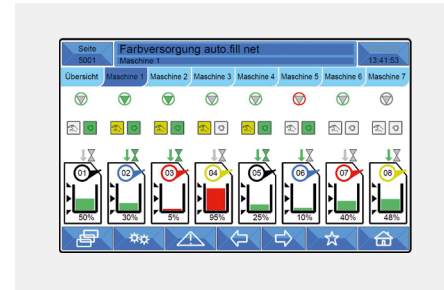 Seite
5001
Farbversorgung auto.fill net
Maschine 1
13:41:53
Übersicht Maschine 1 Maschine 2 Maschine 3 Maschine 4 Maschine 5 Maschine 6 Maschine 7
01 02 03 04 05 06 07 08
50% 30% 5% 95% 25% 10% 40% 48%